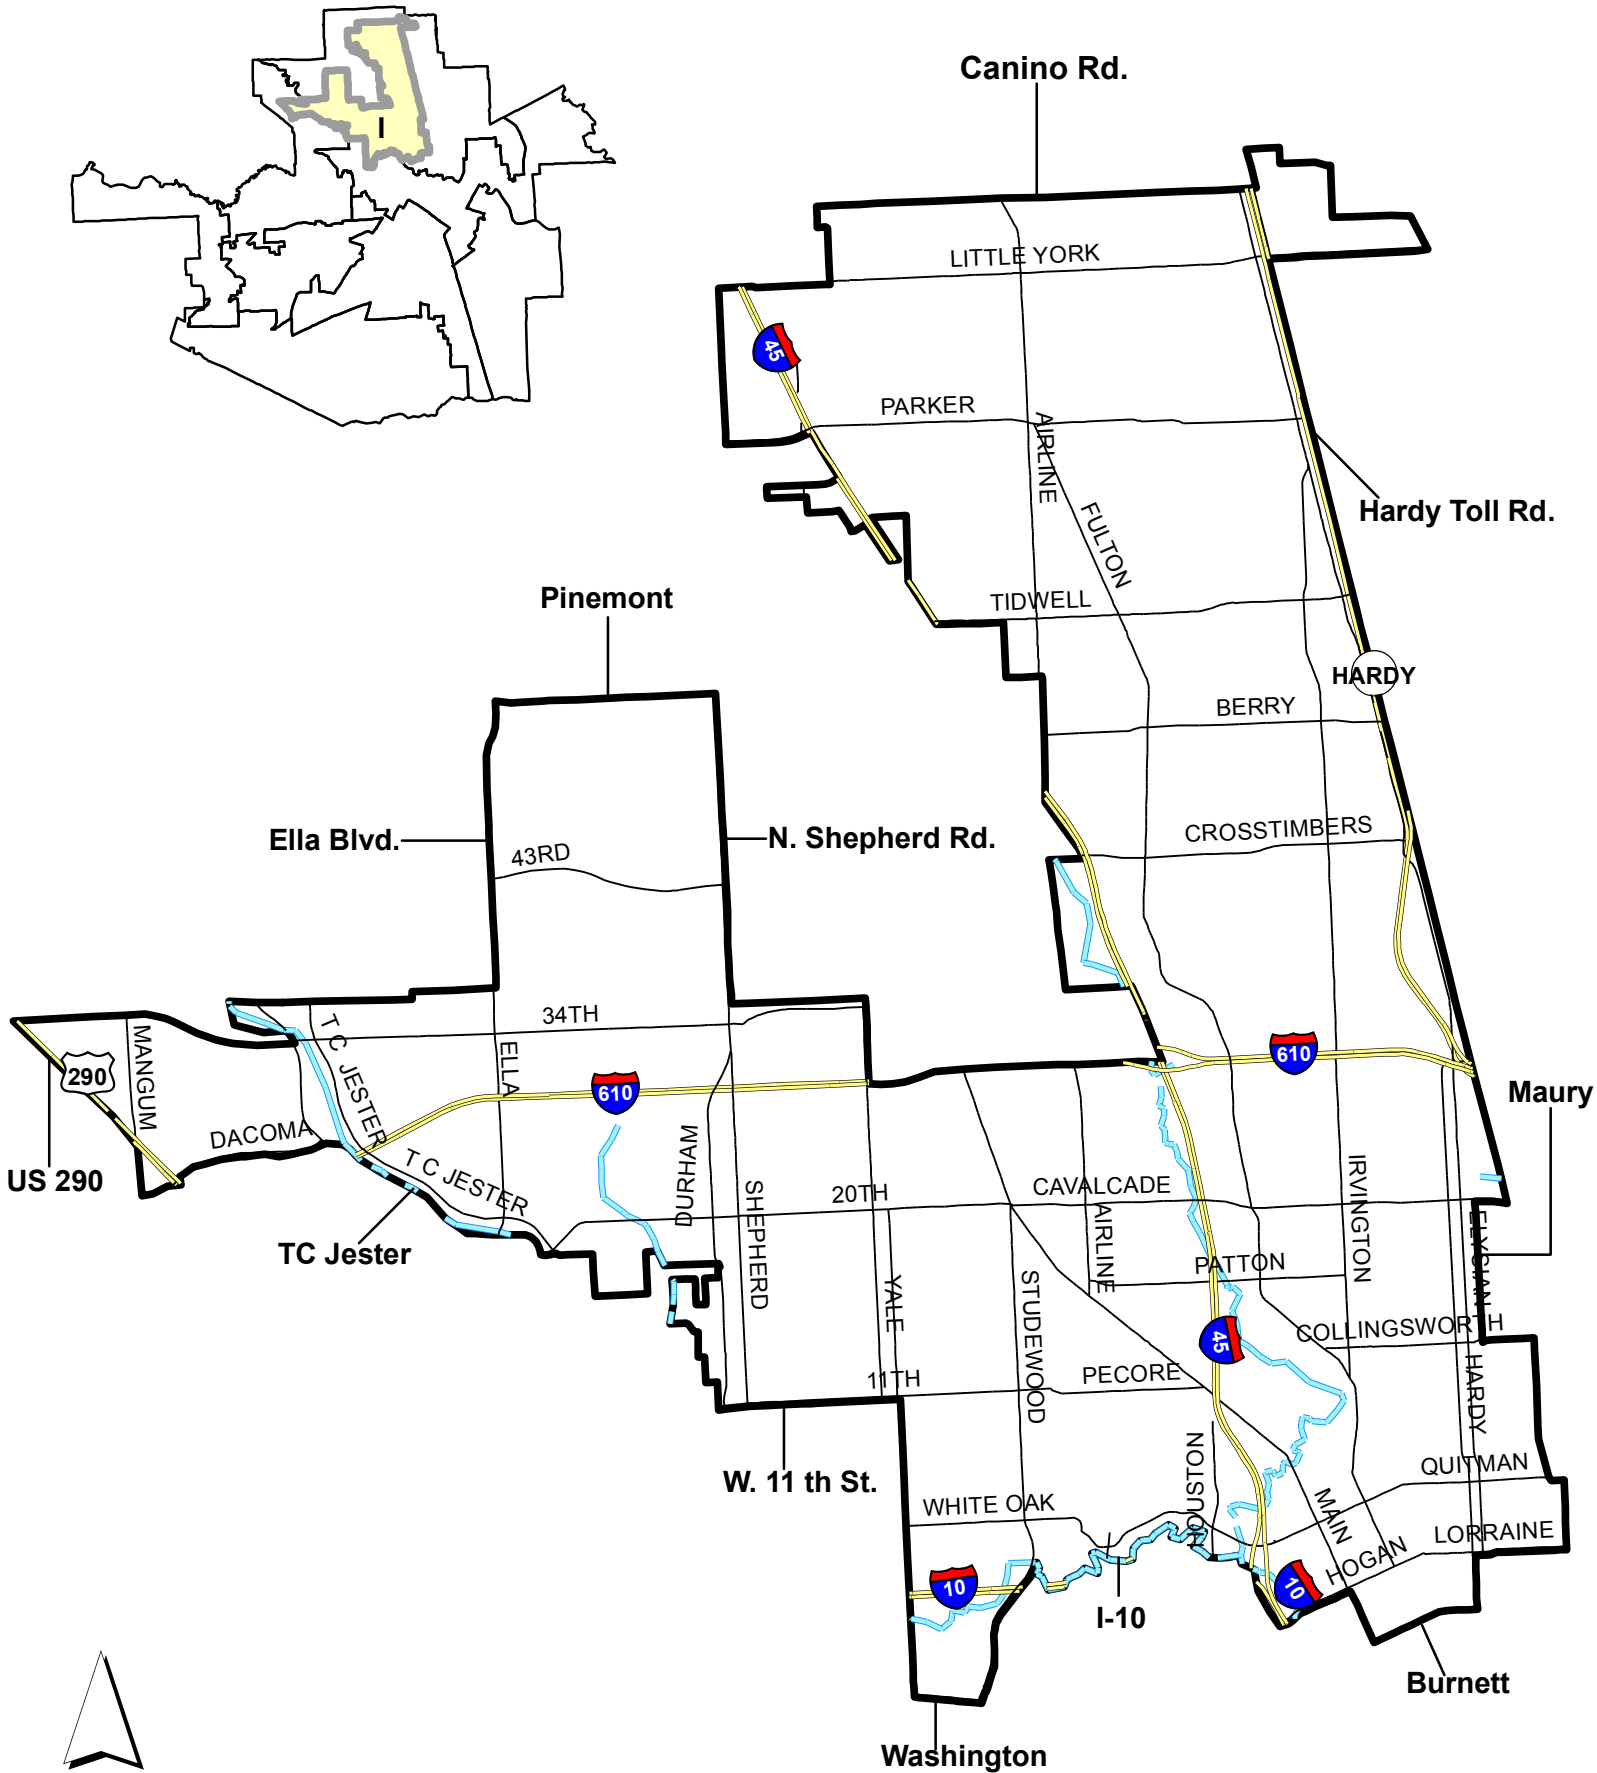 Canino Rd.
I
LITTLE YORK
45
PARKER
AIRLINE
Hardy Toll Rd.
FULTON
Pinemont
TIDWELL
HARDY
BERRY
Ella Blvd.
N. Shepherd Rd.
CROSSTIMBERS
43RD
34TH
T C JESTER
MANGUM
ELLA
610
610
290
Maury
DACOMA
US 290
T C JESTER
DURHAM
SHEPHERD
20TH
CAVALCADE
AIRLINE
IRVINGTON
ELYSIAN
TC Jester
PATTON
YALE
STUDEWOOD
45
COLLINGSWORTH
11TH
PECORE
HARDY
W. 11 th St.
HOUSTON
QUITMAN
WHITE OAK
MAIN
LORRAINE
HOGAN
10
10
I-10
Burnett
Washington